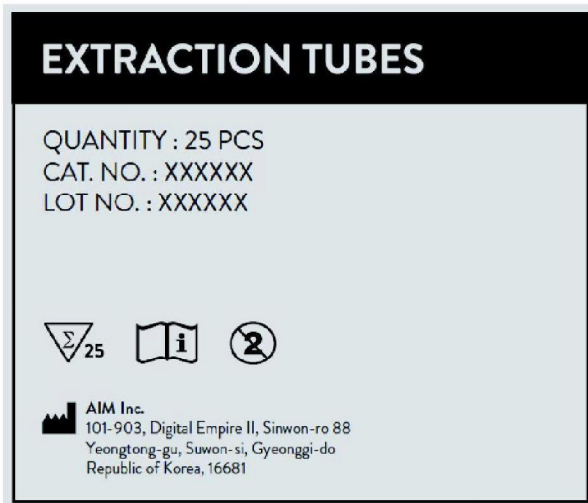 EXTRACTION TUBES
QUANTITY : 25 PCS
CAT. NO. : XXXXXX
LOT NO. : XXXXXX
Σ 25 i 2
AIM Inc.
101-903, Digital Empire II, Sinwon-ro 88
Yeongtong-gu, Suwon-si, Gyeonggi-do
Republic of Korea, 16681